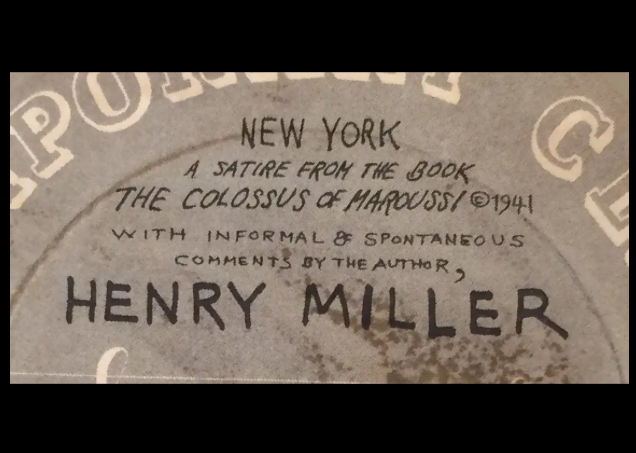 NEW YORK
A SATIRE FROM THE BOOK
THE COLOSSUS OF MAROUSSI ©1941
WITH INFORMAL & SPONTANEOUS
COMMENTS BY THE AUTHOR,
HENRY MILLER